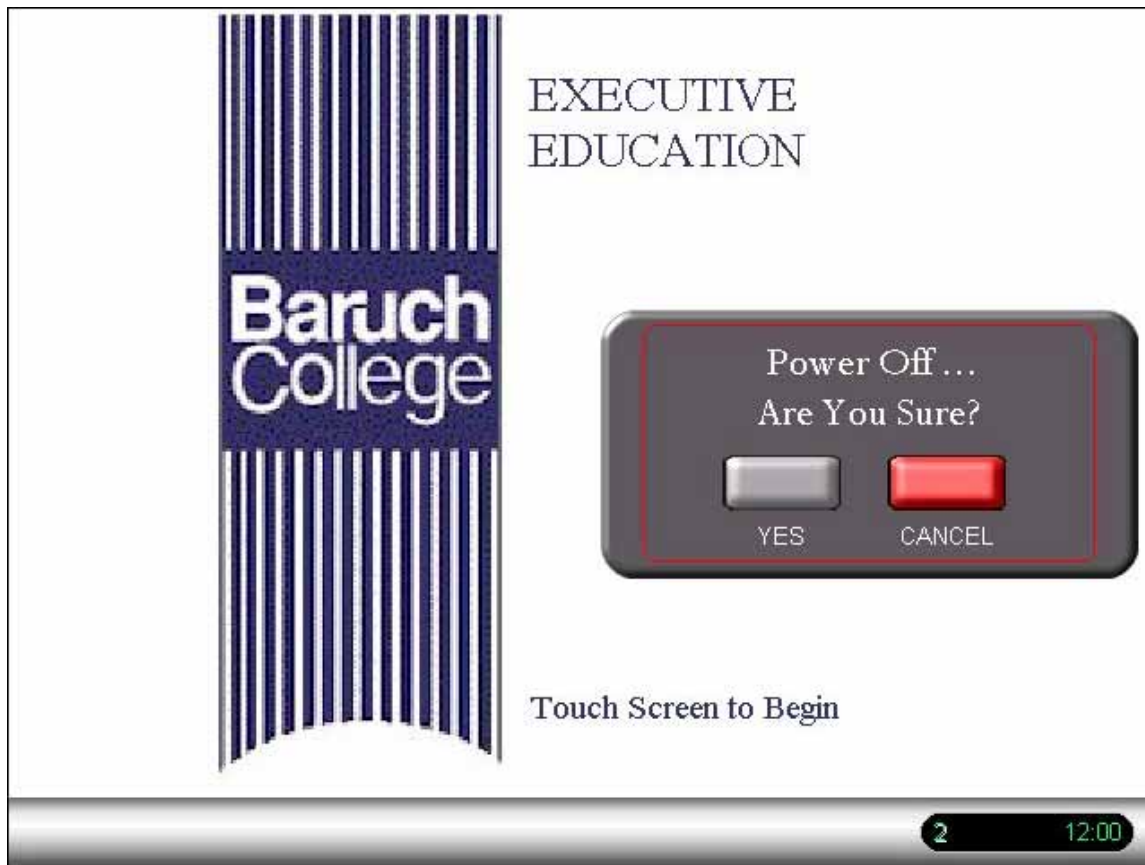 EXECUTIVE
EDUCATION
Baruch
College
Power Off ...
Are You Sure?
YES CANCEL
Touch Screen to Begin
2 12:00